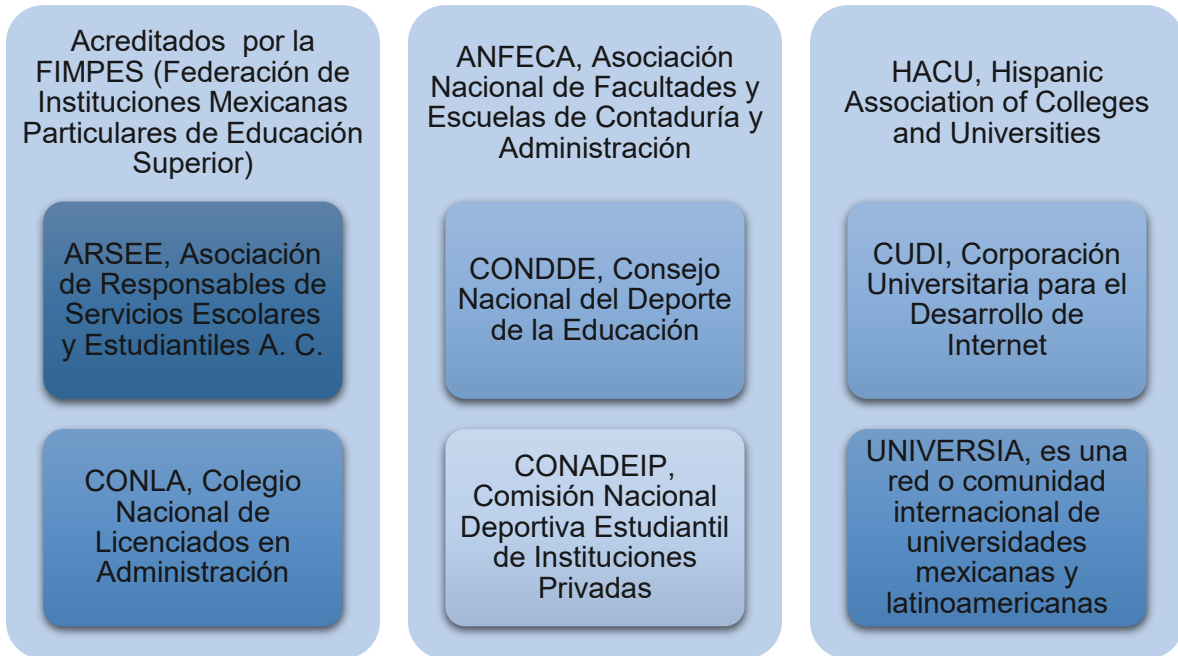 Acreditados  por la
FIMPES (Federación de
Instituciones Mexicanas
Particulares de Educación
Superior)
ARSEE, Asociación
de Responsables de
Servicios Escolares
y Estudiantiles A. C.
CONLA, Colegio
Nacional de
Licenciados en
Administración
ANFECA, Asociación
Nacional de Facultades y
Escuelas de Contaduría y
Administración
CONDDE, Consejo
Nacional del Deporte
de la Educación
CONADEIP,
Comisión Nacional
Deportiva Estudiantil
de Instituciones
Privadas
HACU, Hispanic
Association of Colleges
and Universities
CUDI, Corporación
Universitaria para el
Desarrollo de
Internet
UNIVERSIA, es una
red o comunidad
internacional de
universidades
mexicanas y
latinoamericanas